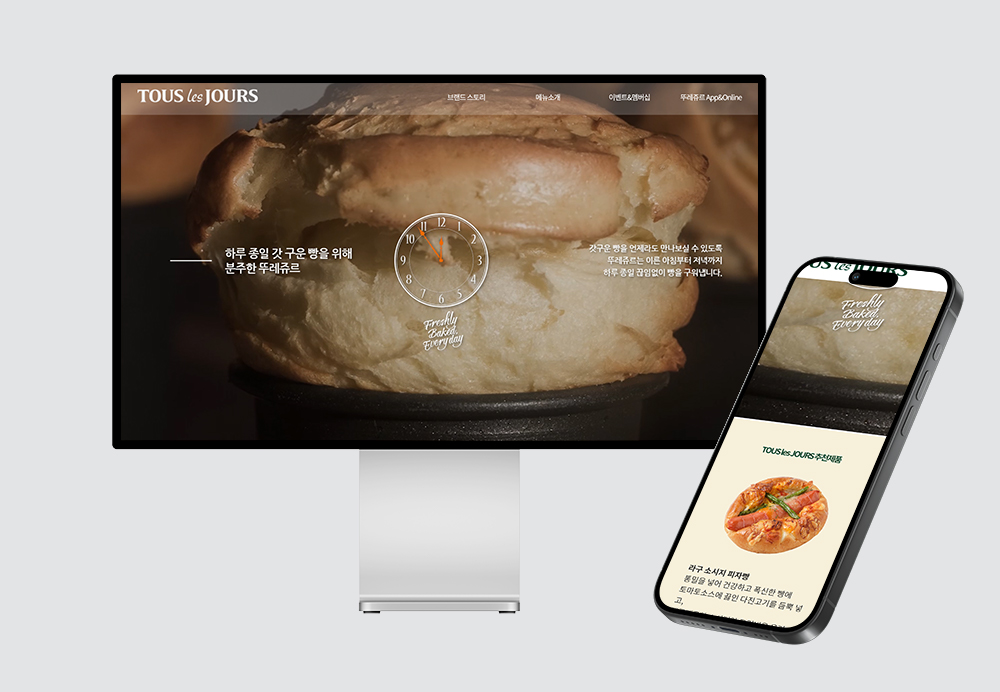 TOUS les JOURS
브랜드 스토리
메뉴소개
이벤트&멤버십
뚜레쥬르 App&Online
하루 종일 갓 구운 빵을 위해
분주한 뚜레쥬르
12
1
2
3
4
5
6
7
8
9
10
11
Freshly
Baked,
Everyday
갓구운 빵을 언제라도 만나보실 수 있도록
뚜레쥬르는 이른 아침부터 저녁까지
하루 종일 끊임없이 빵을 구워냅니다.
OUS les JOURS
Freshly
Baked,
Everyday
TOUS les JOURS 추천제품
라구 소시지 피자빵
통밀을 넣어 건강하고 폭신한 빵에
토마토소스에 끓인 다진고기를 듬뿍 넣
고,